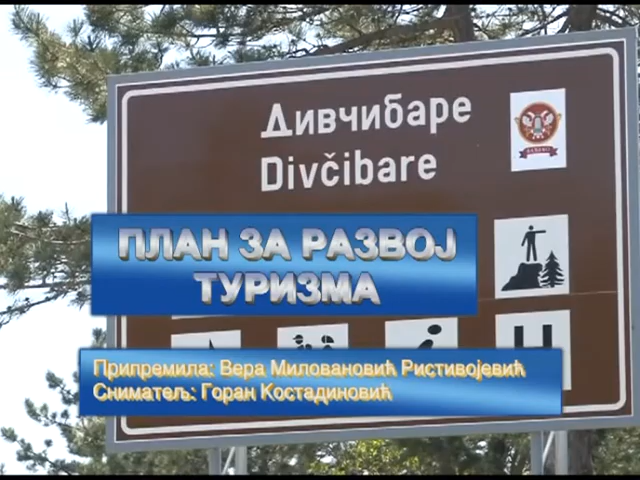 Дивчибаре
Divčibare
ПЛАН ЗА РАЗВОЈ
ТУРИЗМА
H
Припремила: Вера Миловановић Ристивојевић
Сниматељ: Горан Костадиновић